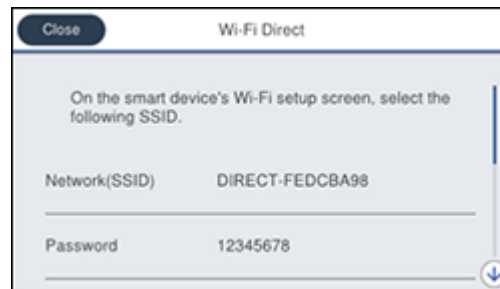 Close
Wi-Fi Direct
On the smart device's Wi-Fi setup screen, select the
following SSID.
Network(SSID) DIRECT-FEDCBA98
Password 12345678